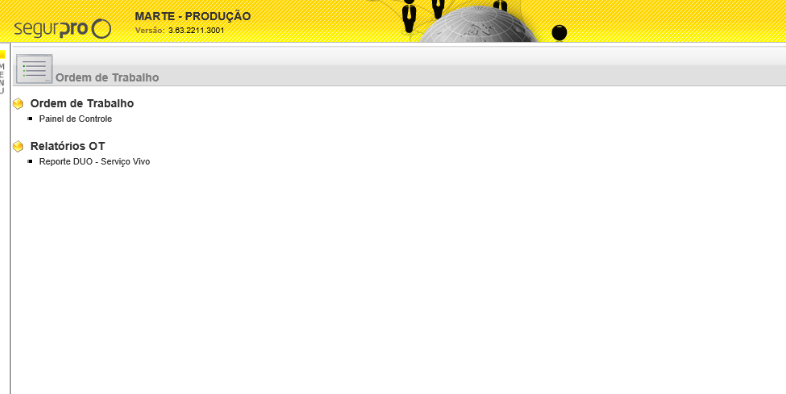 segurpro
MARTE - PRODUÇÃO
Versão: 3.63.2211.3001
MENU
Ordem de Trabalho
Ordem de Trabalho
Painel de Controle
Relatórios OT
Reporte DUO - Serviço Vivo